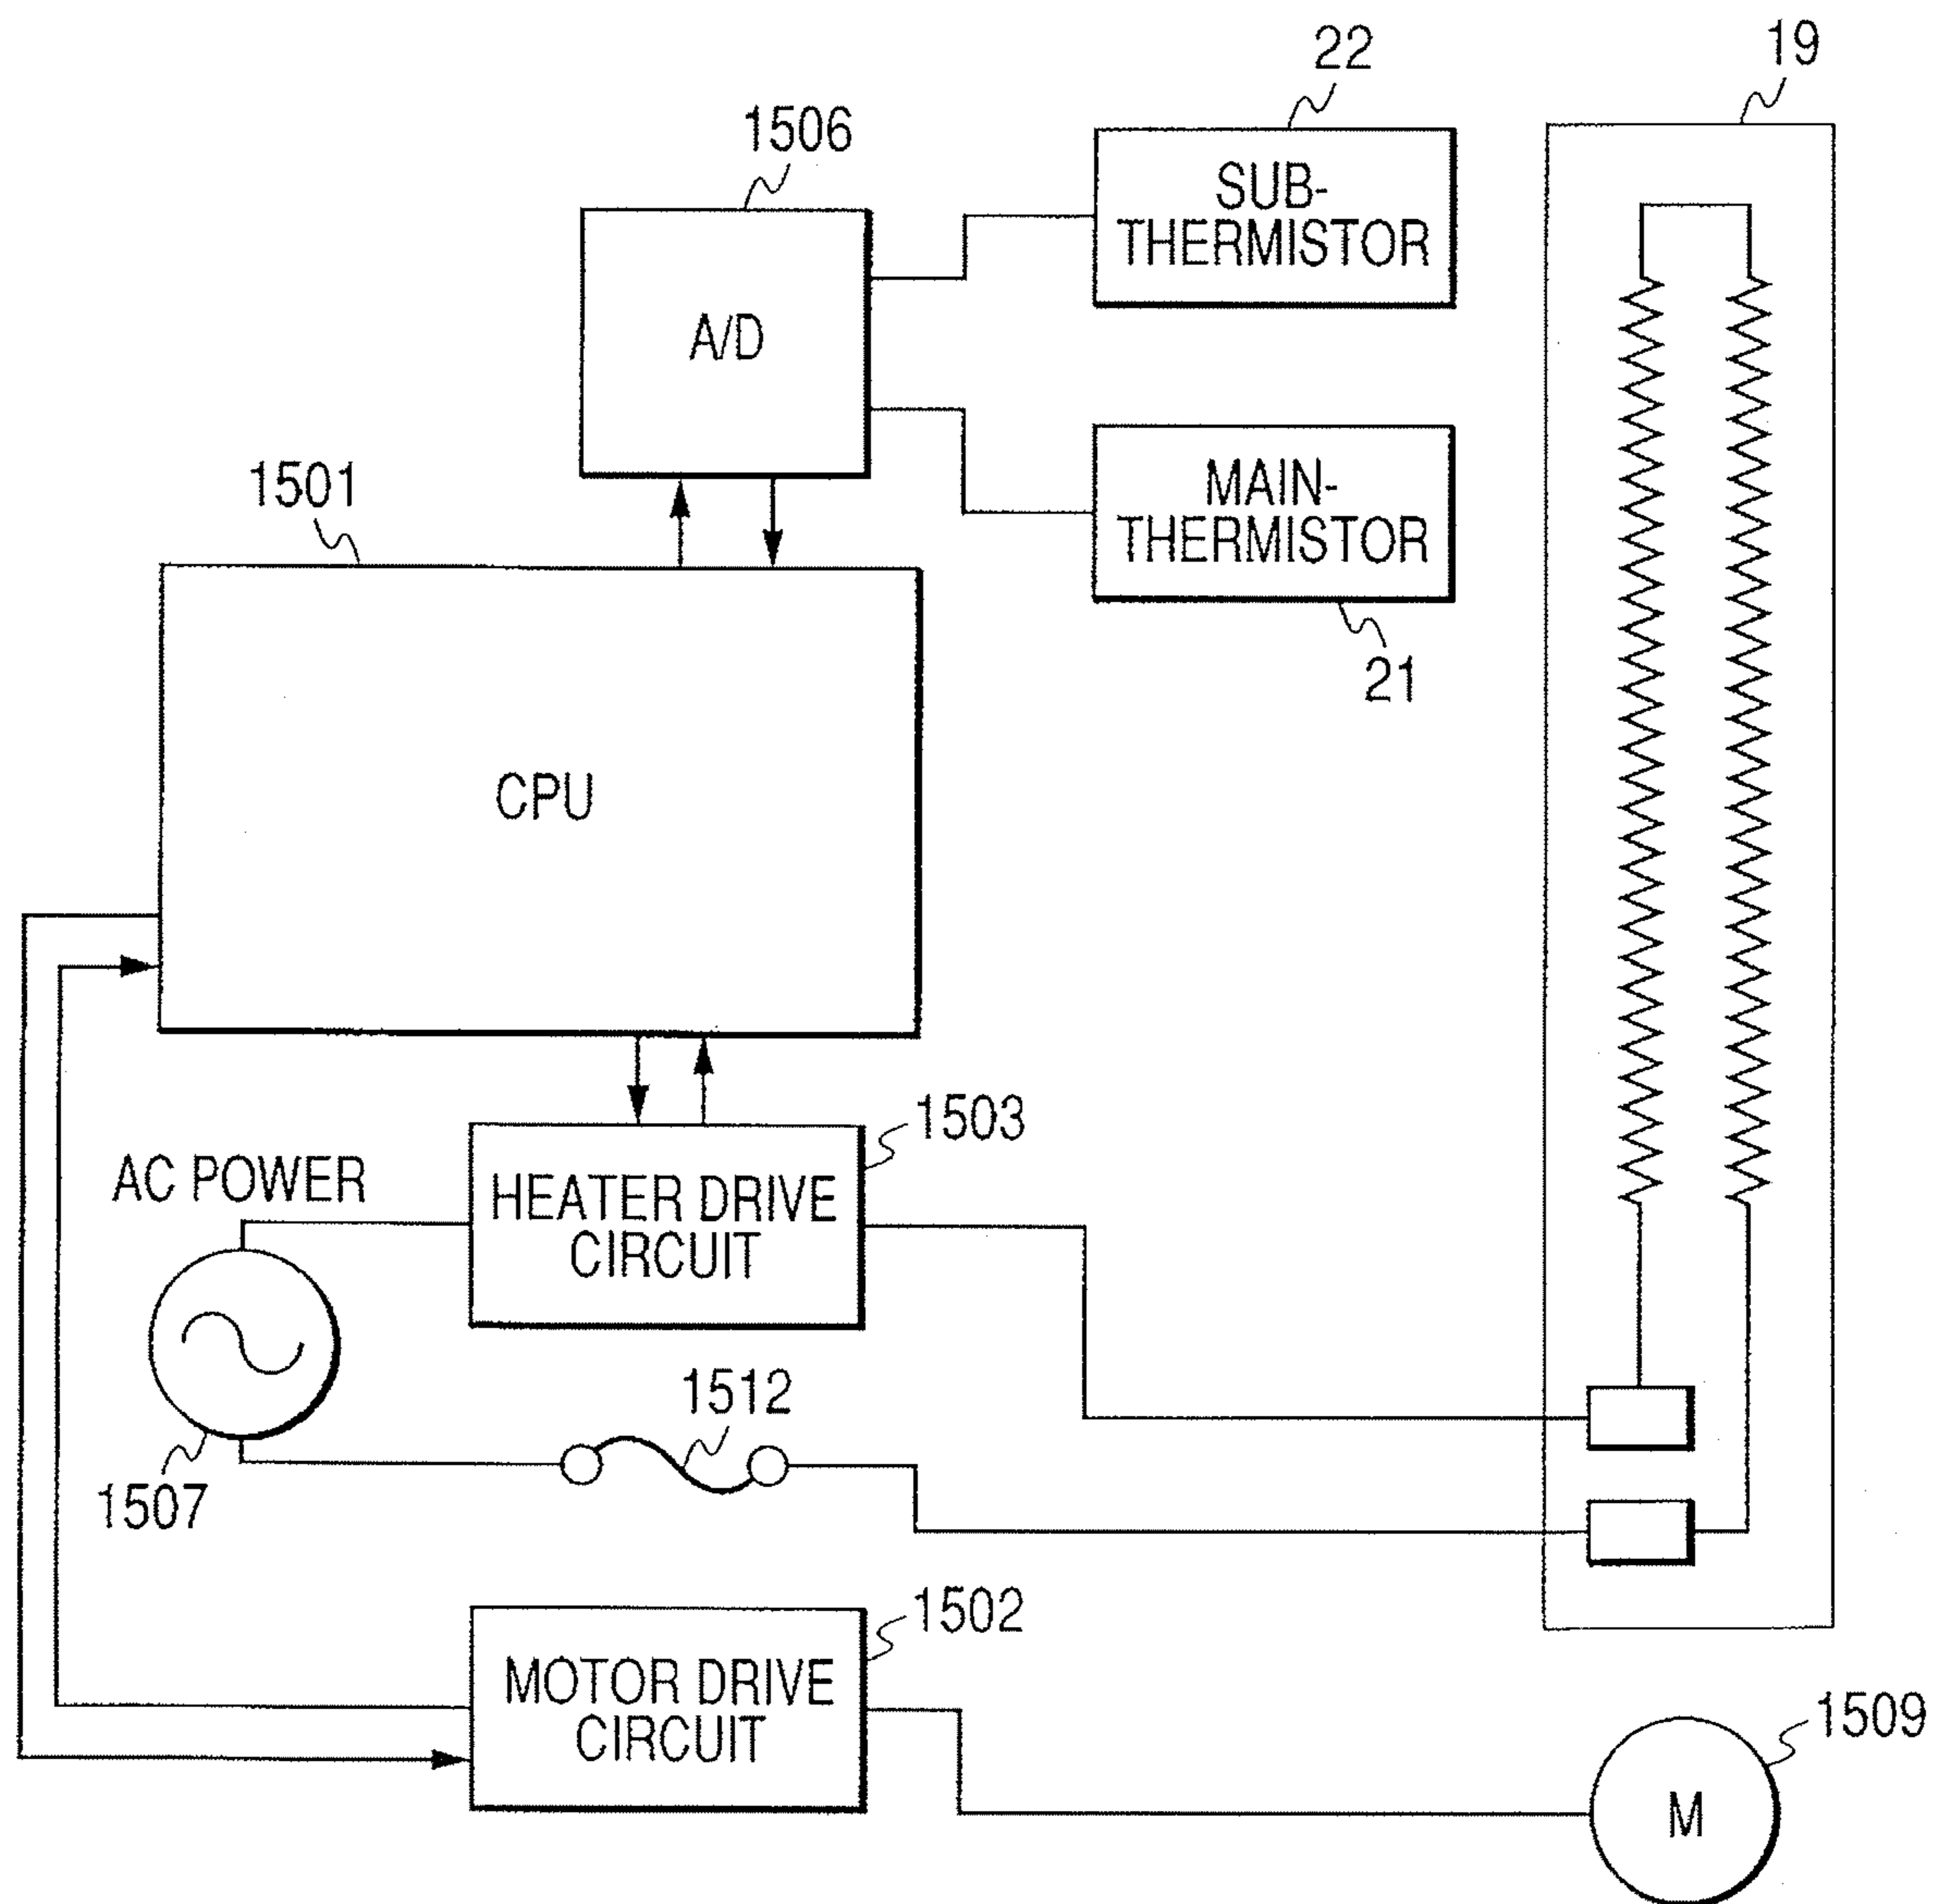 22
19
1506
SUB-
THERMISTOR
A/D
MAIN-
THERMISTOR
1501
21
CPU
1503
AC POWER
HEATER DRIVE
CIRCUIT
1512
1507
1502
MOTOR DRIVE
CIRCUIT
1509
M